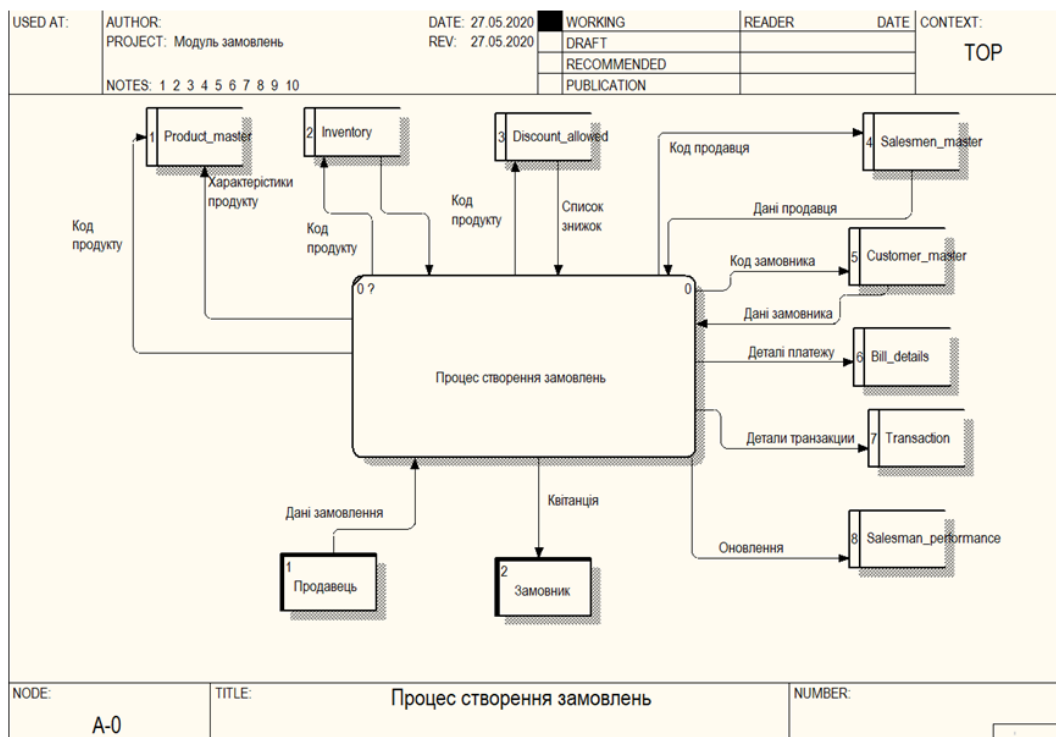 USED AT:
AUTHOR:
DATE: 27.05.2020
WORKING
READER
DATE
CONTEXT:
PROJECT: Модуль замовлень
REV: 27.05.2020
DRAFT
TOP
RECOMMENDED
NOTES: 1 2 3 4 5 6 7 8 9 10
PUBLICATION
1 Product_master
2 Inventory
3 Discount_allowed
4 Salesmen_master
Код продавця
Характерістики
продукту
Код
продукту
Код
продукту
Код
продукту
Список
знижок
Дані продавця
5 Customer_master
Код замовника
0 ?
0
Дані замовника
Деталі платежу
6 Bill_details
Процес створення замовлень
Детали транзакции
7 Transaction
Квітанція
Дані замовлення
8 Salesman_performance
Оновлення
1
Продавець
2
Замовник
NODE:
TITLE:
Процес створення замовлень
NUMBER:
A-0